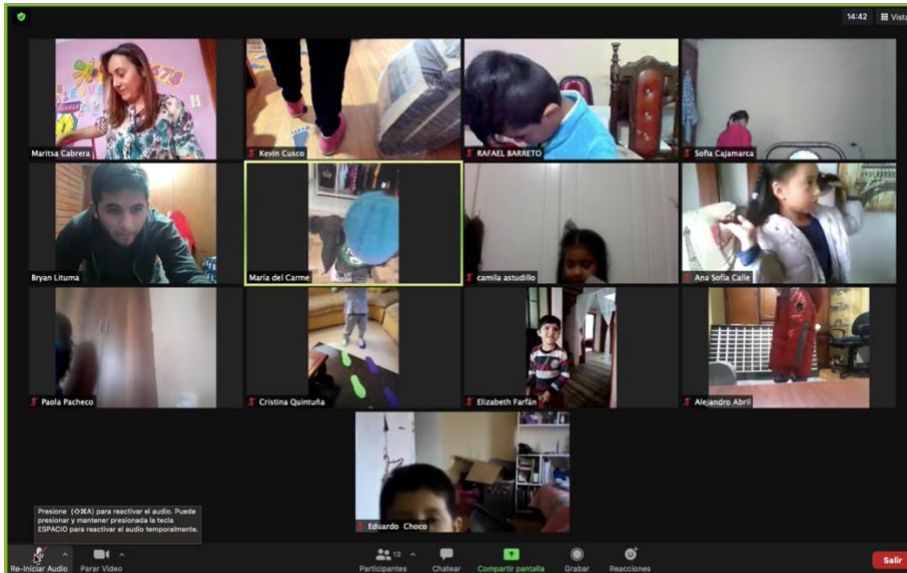 14:42
Vista
Maritsa Cabrera
Kevin Cusco
RAFAEL BARRETO
Sofia Cajamarca
Bryan Lituma
Maria del Carme
camila astudillo
Ana Sofia Calle
Paola Pacheco
Cristina Quintuña
Elizabeth Farfán
Alejandro Abril
Eduardo Choco
Presione (⇧⌘A) para reactivar el audio. Puede
presionar y mantener presionada la tecla
ESPACIO para reactivar el audio temporalmente.
Re-Iniciar Audio
Parar Video
Participantes
13
Chatear
Compartir pantalla
Grabar
Reacciones
Salir